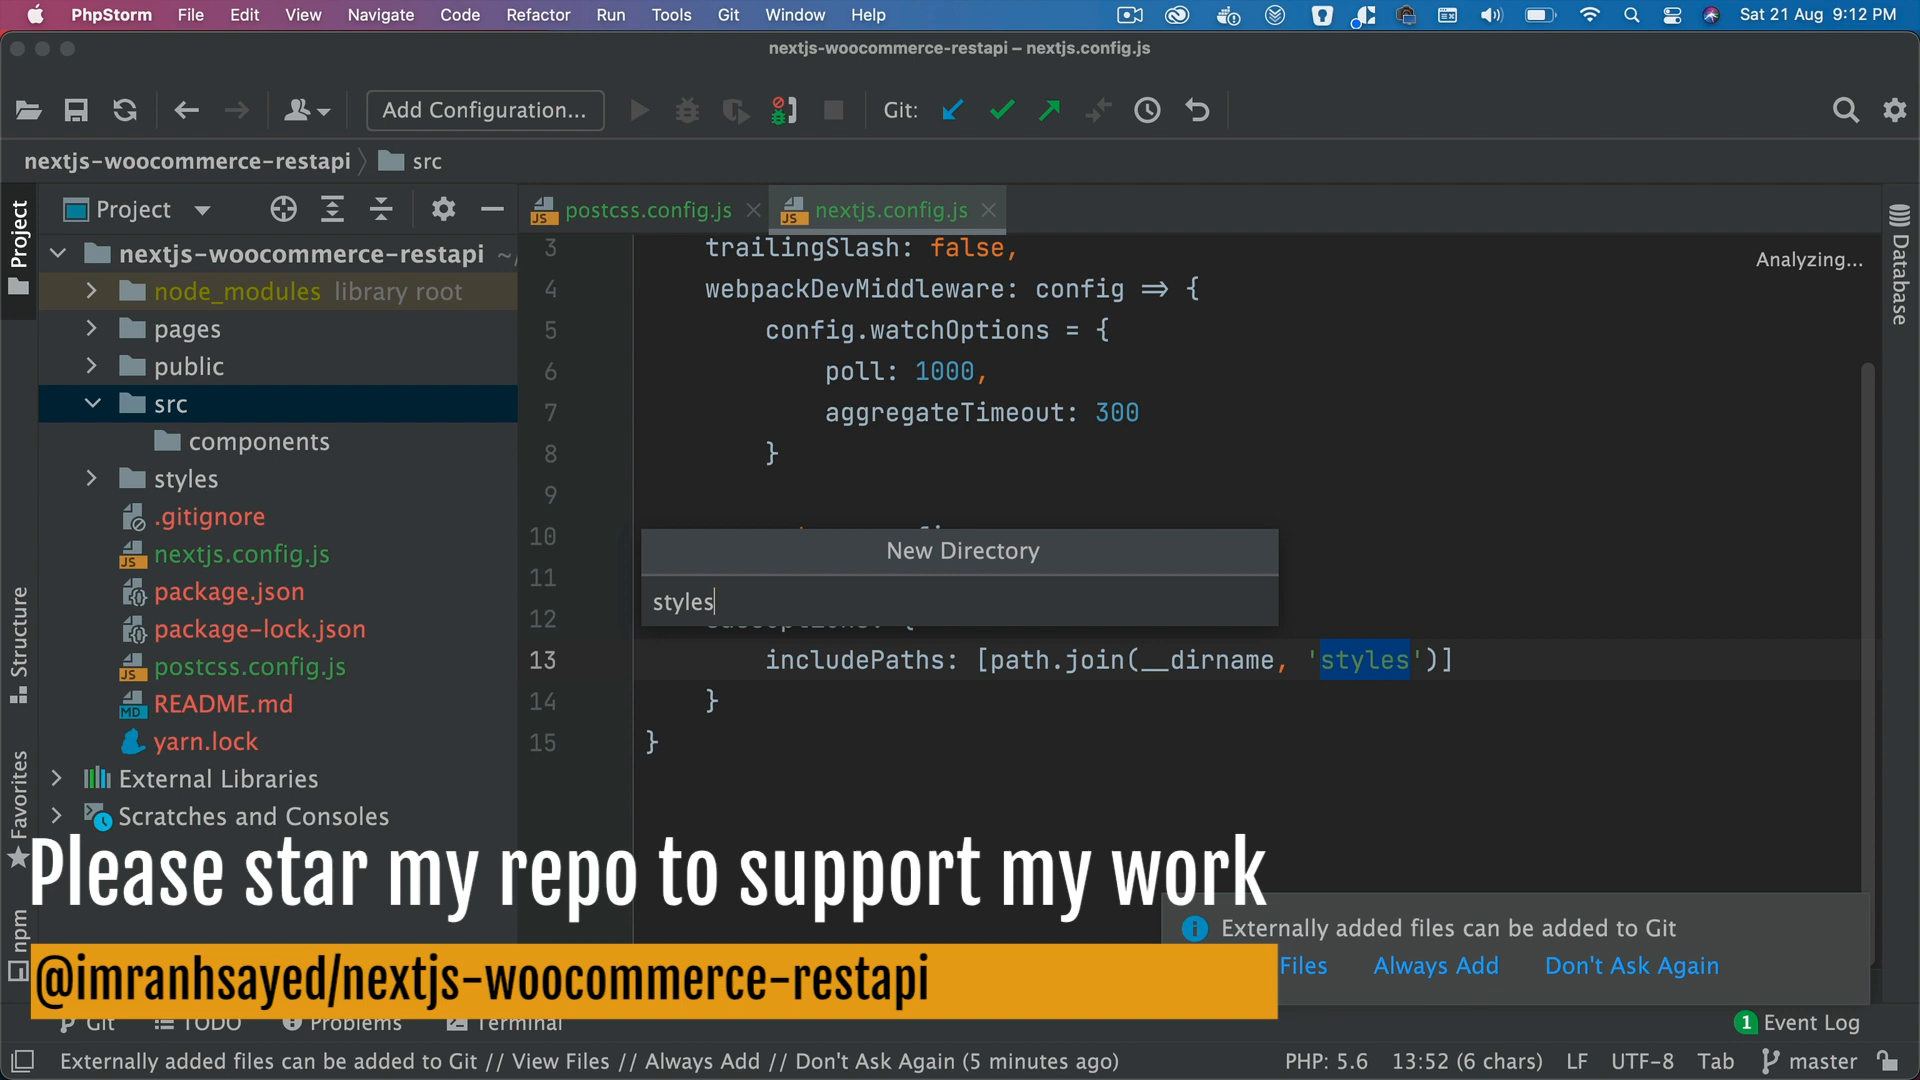 PhpStorm File Edit View Navigate Code Refactor Run Tools Git Window Help Sat 21 Aug 9:12 PM
nextjs-woocommerce-restapi – nextjs.config.js
Add Configuration... Git:
nextjs-woocommerce-restapi src
Project postcss.config.js nextjs.config.js
Project
Structure
Favorites
npm
Database
nextjs-woocommerce-restapi ~/
node_modules library root
pages
public
src
components
styles
.gitignore
nextjs.config.js
package.json
package-lock.json
postcss.config.js
README.md
yarn.lock
External Libraries
Scratches and Consoles
Analyzing...
3 trailingSlash: false,
4 webpackDevMiddleware: config => {
5 config.watchOptions = {
6 poll: 1000,
7 aggregateTimeout: 300
8 }
9
10
11
12
13 includePaths: [path.join(__dirname, 'styles')]
14 }
15 }
New Directory
styles
Please star my repo to support my work
@imranhsayed/nextjs-woocommerce-restapi
Externally added files can be added to Git
Files Always Add Don't Ask Again
Git TODO Problems Terminal 1 Event Log
Externally added files can be added to Git // View Files // Always Add // Don't Ask Again (5 minutes ago) PHP: 5.6 13:52 (6 chars) LF UTF-8 Tab master